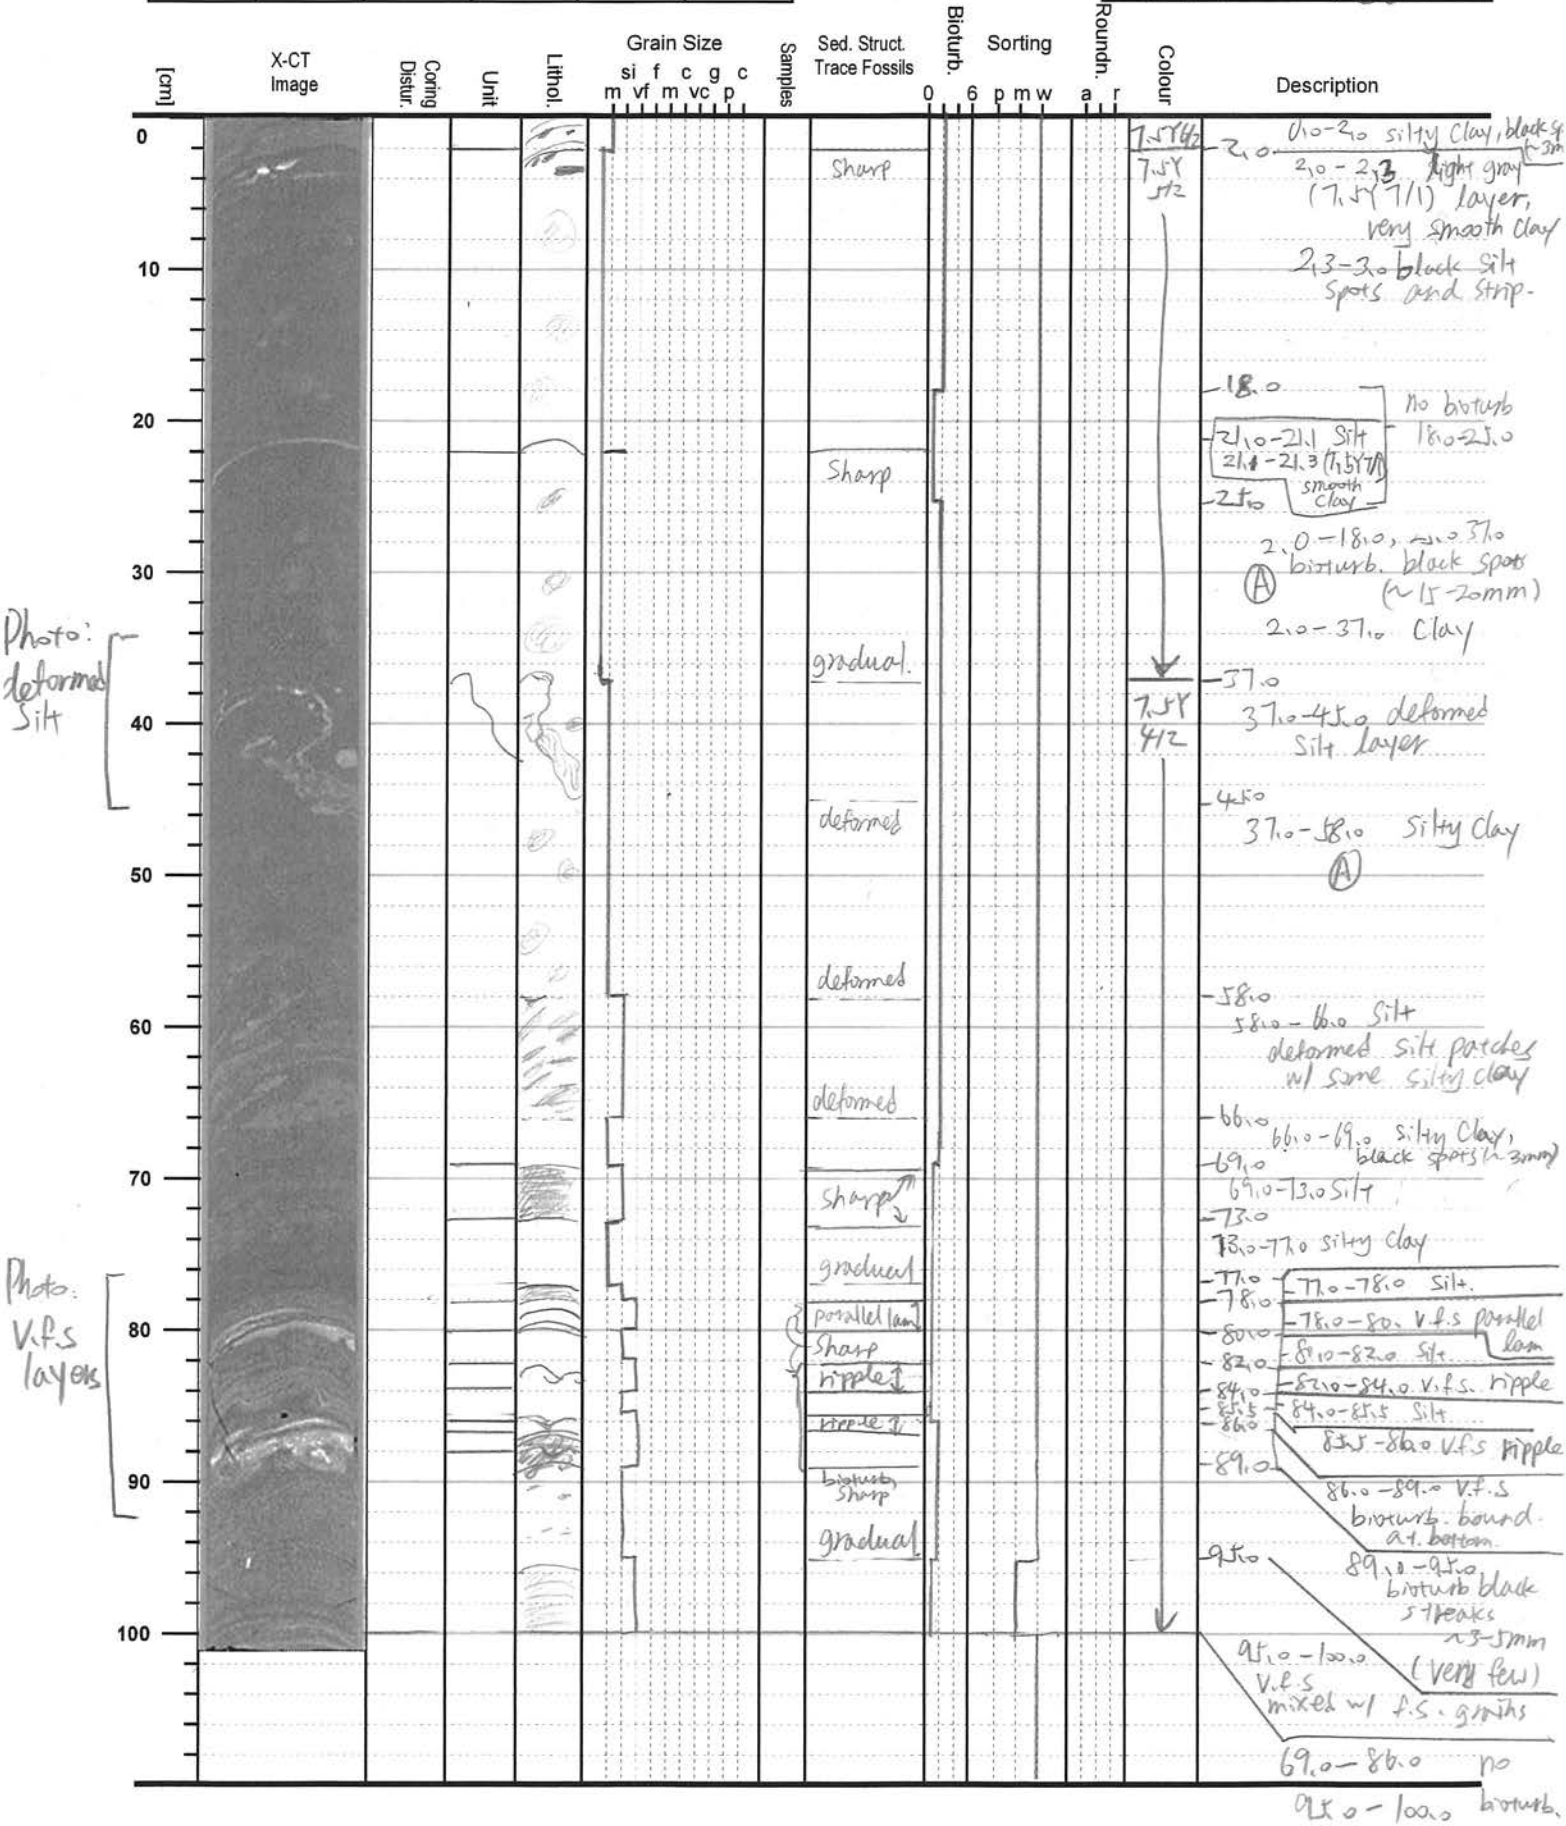 [cm]
X-CT
Image
Coring
Distur.
Unit
Lithol.
Grain Size
si f c g c
m vf m vc p
Samples
Sed. Struct.
Trace Fossils
Bioturb.
0 6
Sorting
p m w
Roundn.
a r
Colour
Description
0
10
20
30
40
50
60
70
80
90
100
Photo:
deformed
silt
Photo:
V.f.s
layers
sharp
Sharp
gradual.
deformed
deformed
deformed
sharp
gradual
parallel lam
sharp
ripple
ripple
bioturb,
sharp
gradual
7.5Y
5/2
7.5Y
4/2
2.0
0.0-2.0 silty clay, black
2.0-2.3 light gray
(7.5Y 7/1) layer,
very smooth clay
2.3-3.0 black silt
spots and strip-
18.0
no bioturb
18.0-25.0
21.0-21.1 Silt
21.1-21.3 (7.5Y7/1)
smooth
clay
25.0
2.0-18.0, 37.0
bioturb. black spots
(~15-20mm)
A
2.0-37.0 Clay
37.0
37.0-45.0 deformed
silt layer
45.0
37.0-58.0 Silty Clay
A
58.0
58.0-66.0 Silt
deformed silt patches
w/ some silty clay
66.0
66.0-69.0 silty clay,
black spots (~3mm)
69.0
69.0-73.0 Silt
73.0
73.0-77.0 silty clay
77.0
77.0-78.0 Silt.
78.0
78.0-80. V.f.s parallel
lam
80.0
80.0-82.0 Silt
82.0
82.0-84.0 V.f.s. ripple
84.0
84.0-85.5 Silt
85.5
86.0
85.5-86.0 V.f.s ripple
89.0
86.0-89.0 V.f.s
bioturb. bound.
at bottom.
95.0
89.0-95.0
bioturb black
streaks
~3-5mm
(very few)
95.0-100.0
V.f.s
mixed w/ f.s. grains
69.0-86.0 no
95.0-100.0 bioturb.